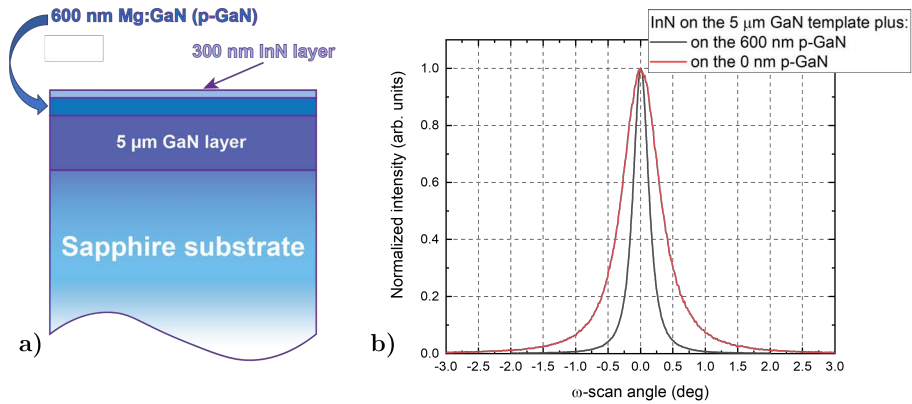 600 nm Mg:GaN (p-GaN)
300 nm InN layer
5 μm GaN layer
Sapphire substrate
a)
InN on the 5 μm GaN template plus:
on the 600 nm p-GaN
on the 0 nm p-GaN
Normalized intensity (arb. units)
1.0
0.8
0.6
0.4
0.2
0.0
-3.0 -2.5 -2.0 -1.5 -1.0 -0.5 0.0 0.5 1.0 1.5 2.0 2.5 3.0
ω-scan angle (deg)
b)